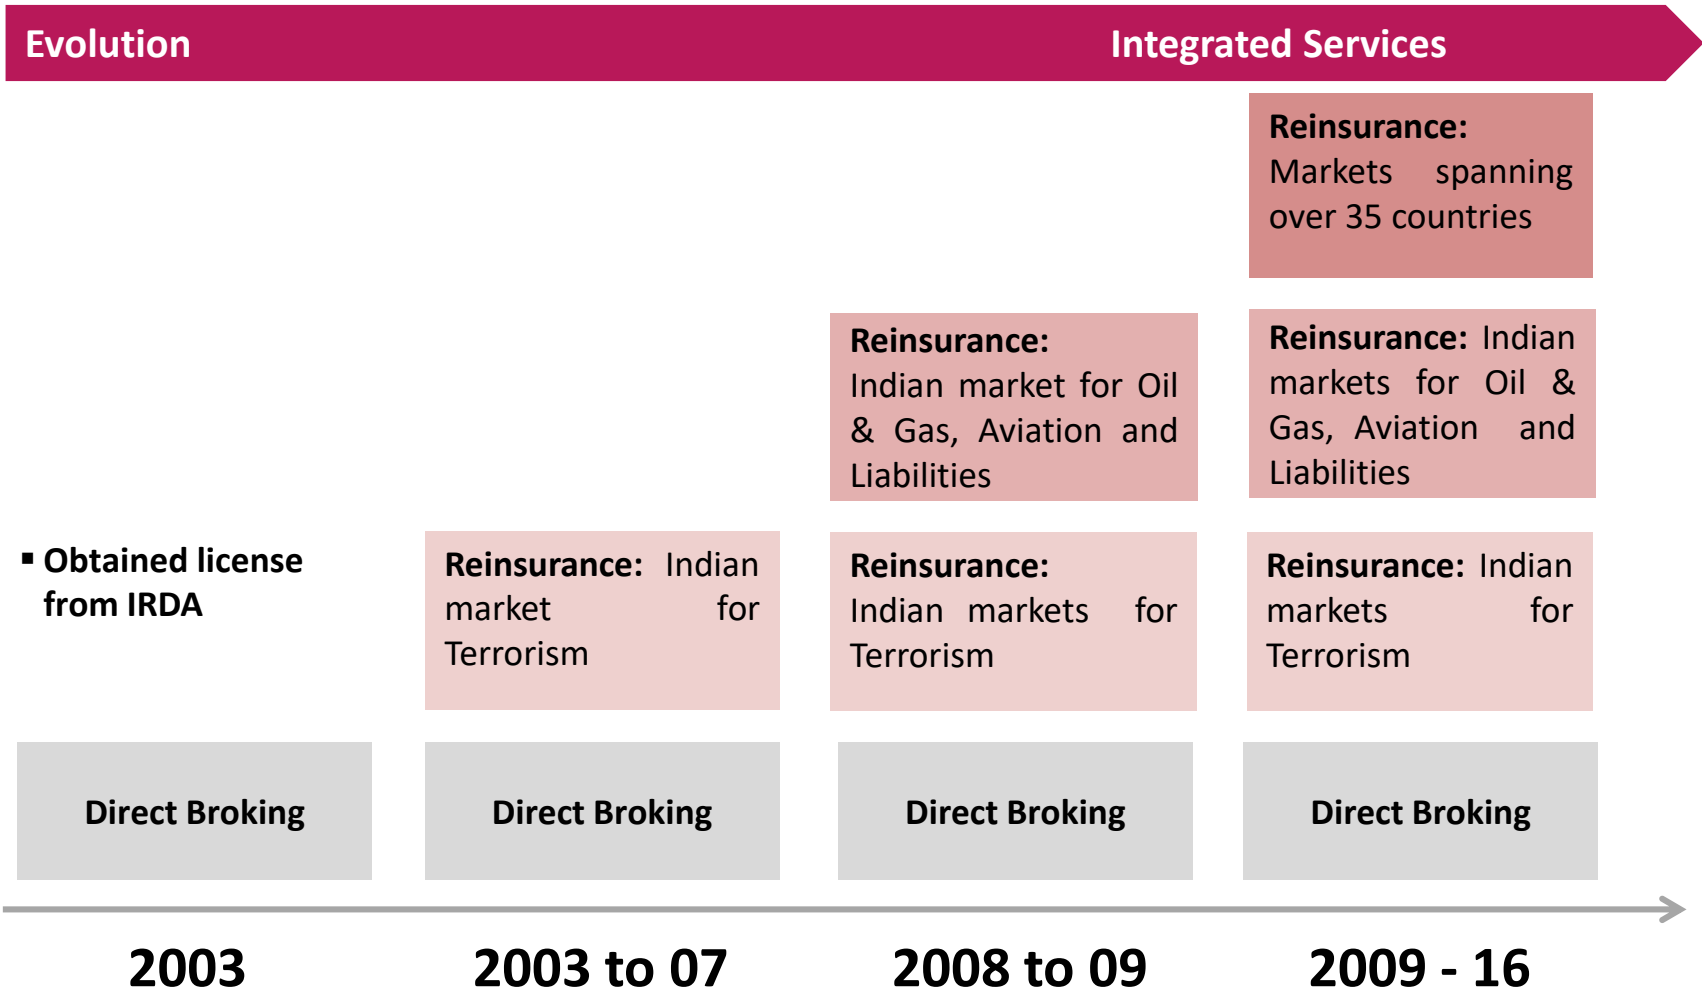 Evolution
Integrated Services
Reinsurance:
Markets spanning
over 35 countries
Reinsurance:
Indian market for Oil
& Gas, Aviation and
Liabilities
Reinsurance: Indian
markets for Oil &
Gas, Aviation and
Liabilities
▪ Obtained license
from IRDA
Reinsurance: Indian
market for
Terrorism
Reinsurance:
Indian markets for
Terrorism
Reinsurance: Indian
markets for
Terrorism
Direct Broking
Direct Broking
Direct Broking
Direct Broking
2003
2003 to 07
2008 to 09
2009 - 16